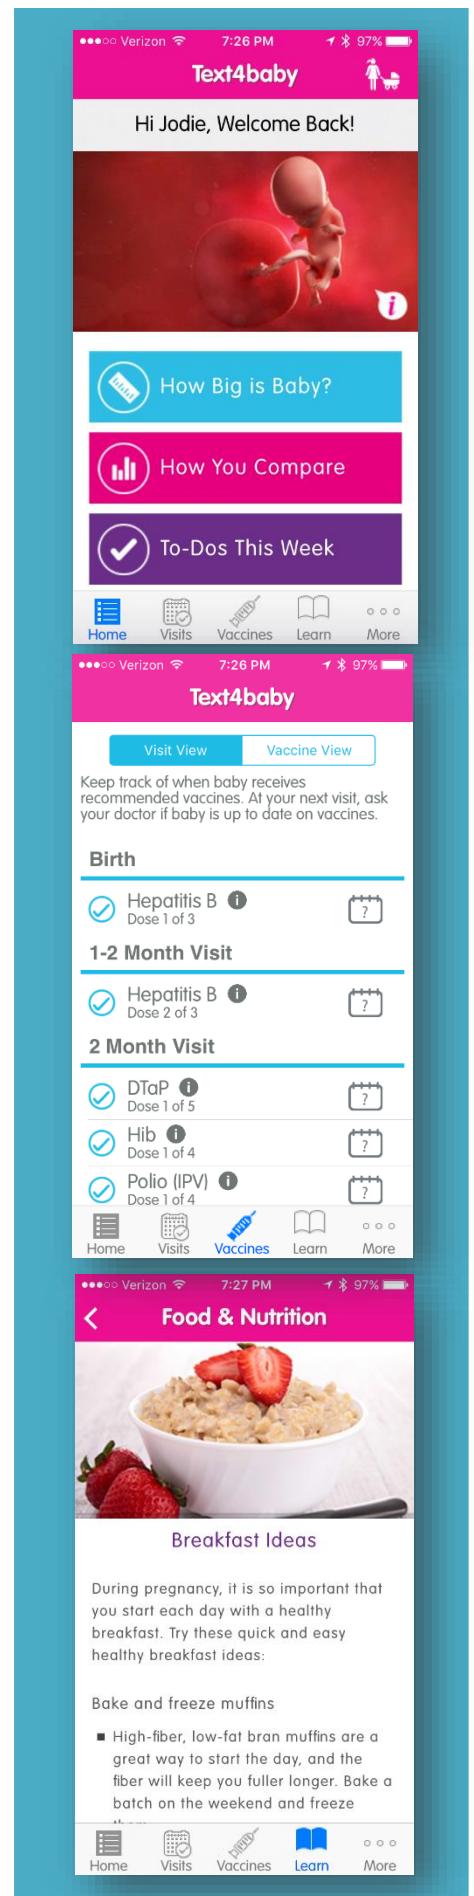 Verizon 7:26 PM 97%
Text4baby
Hi Jodie, Welcome Back!
i
How Big is Baby?
How You Compare
To-Dos This Week
Home Visits Vaccines Learn More
Verizon 7:26 PM 97%
Text4baby
Visit View Vaccine View
Keep track of when baby receives
recommended vaccines. At your next visit, ask
your doctor if baby is up to date on vaccines.
Birth
Hepatitis B i ?
Dose 1 of 3
1-2 Month Visit
Hepatitis B i ?
Dose 2 of 3
2 Month Visit
DTaP i ?
Dose 1 of 5
Hib i ?
Dose 1 of 4
Polio (IPV) i ?
Dose 1 of 4
Home Visits Vaccines Learn More
Verizon 7:27 PM 97%
Food & Nutrition
Breakfast Ideas
During pregnancy, it is so important that
you start each day with a healthy
breakfast. Try these quick and easy
healthy breakfast ideas:
Bake and freeze muffins
■ High-fiber, low-fat bran muffins are a
great way to start the day, and the
fiber will keep you fuller longer. Bake a
batch on the weekend and freeze
Home Visits Vaccines Learn More